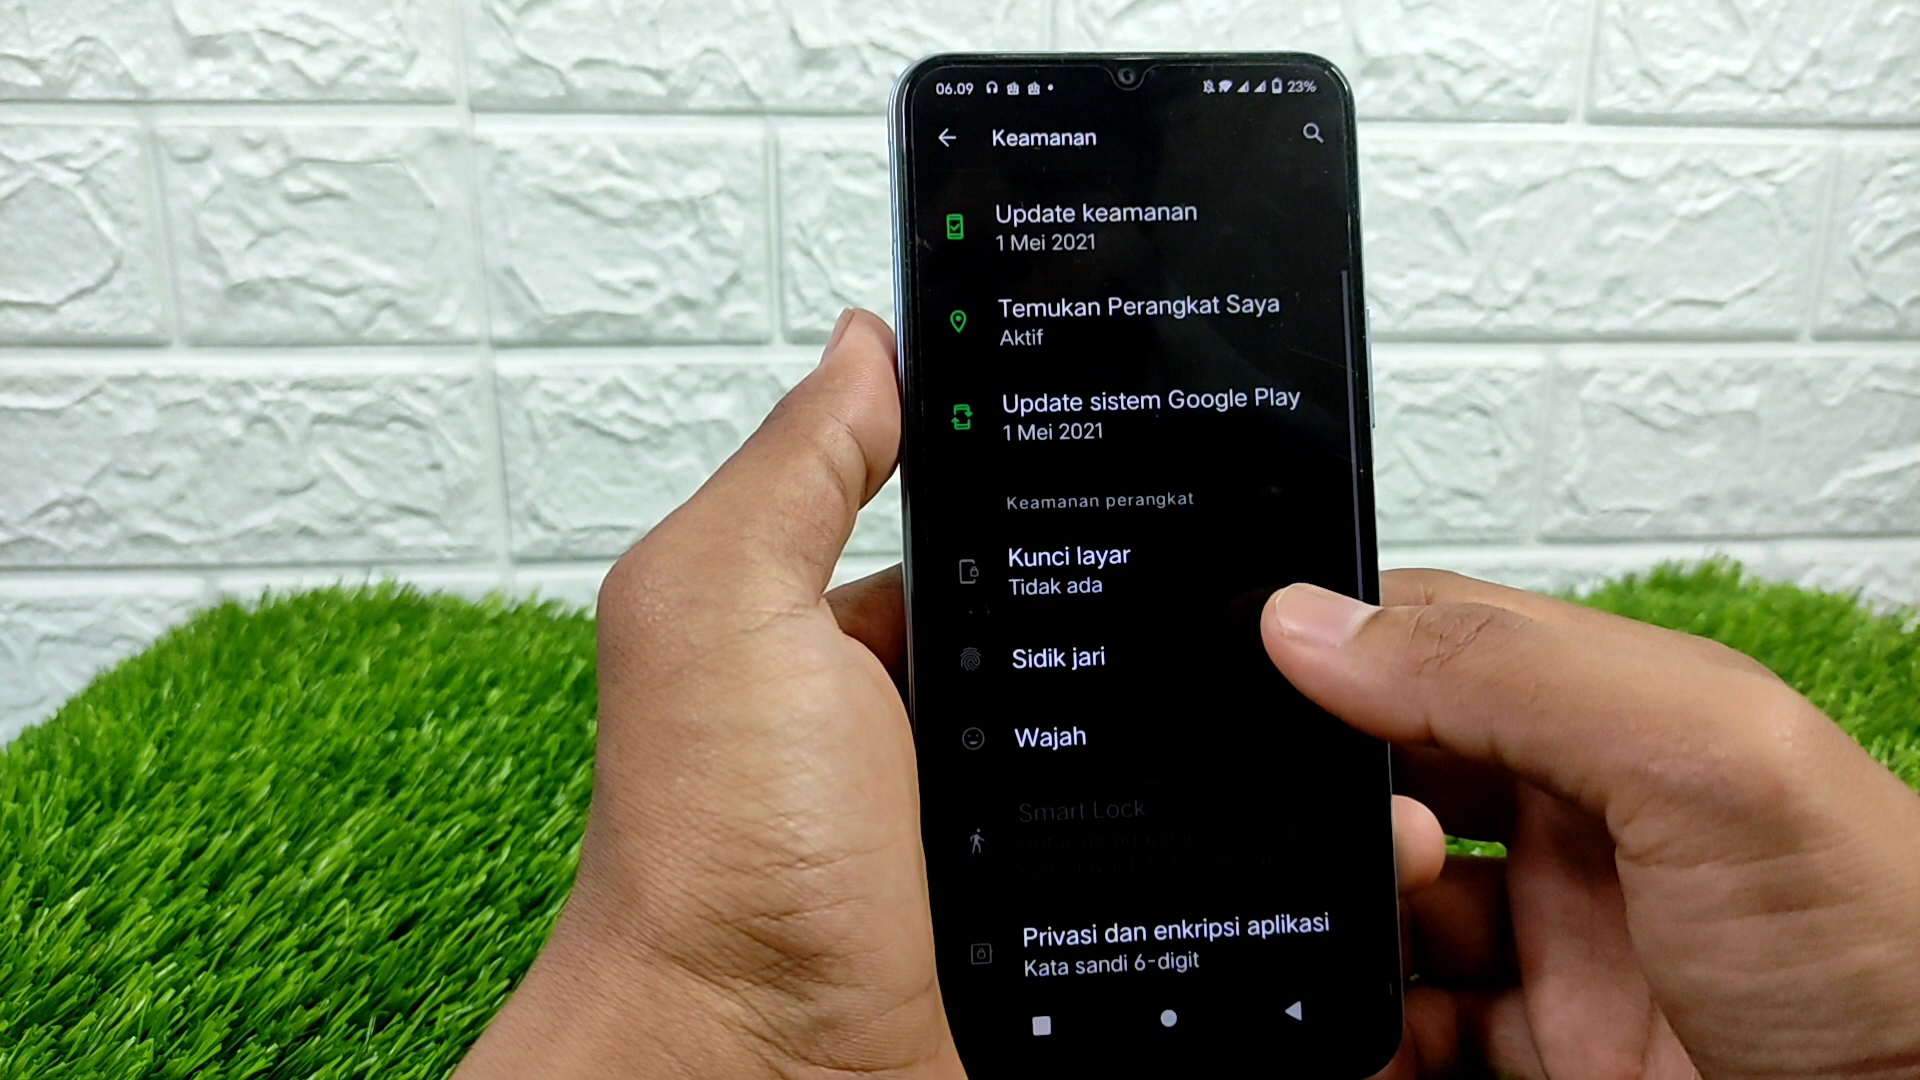 06.09
23%
Keamanan
Update keamanan
1 Mei 2021
Temukan Perangkat Saya
Aktif
Update sistem Google Play
1 Mei 2021
Keamanan perangkat
Kunci layar
Tidak ada
Sidik jari
Wajah
Smart Lock
Privasi dan enkripsi aplikasi
Kata sandi 6-digit